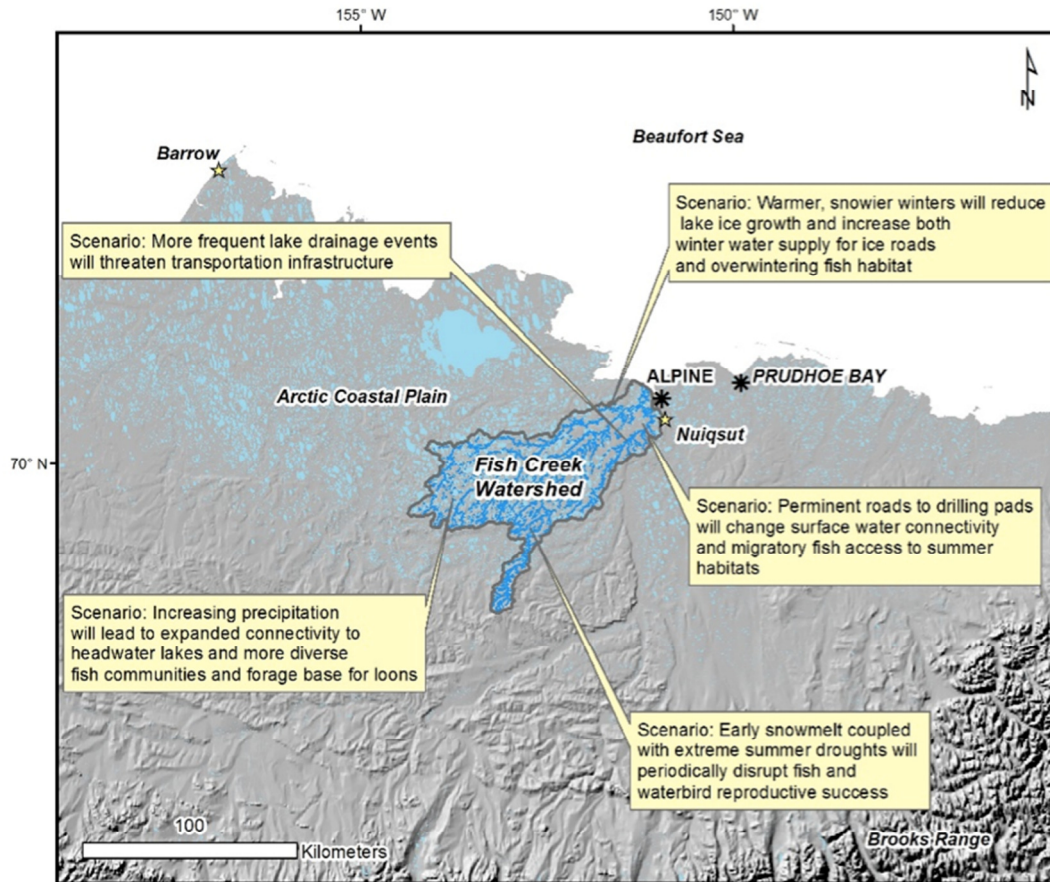 155° W
150° W
N
Beaufort Sea
Barrow
Scenario: Warmer, snowier winters will reduce
lake ice growth and increase both
winter water supply for ice roads
and overwintering fish habitat
Scenario: More frequent lake drainage events
will threaten transportation infrastructure
ALPINE
PRUDHOE BAY
Arctic Coastal Plain
Nuiqsut
70° N
Fish Creek
Watershed
Scenario: Perminent roads to drilling pads
will change surface water connectivity
and migratory fish access to summer
habitats
Scenario: Increasing precipitation
will lead to expanded connectivity to
headwater lakes and more diverse
fish communities and forage base for loons
Scenario: Early snowmelt coupled
with extreme summer droughts will
periodically disrupt fish and
waterbird reproductive success
100
Kilometers
Brooks Range